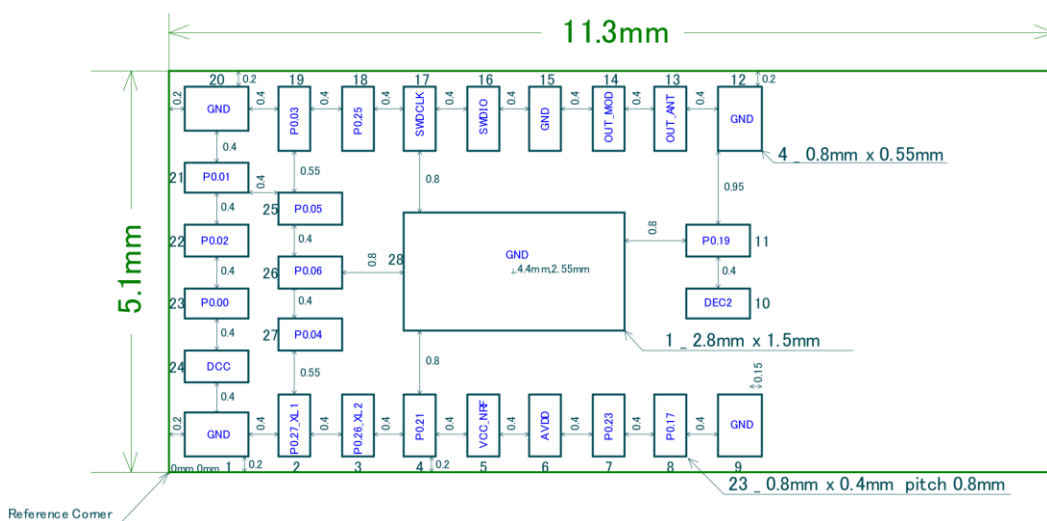 11.3mm
20 0.2 19 18 17 16 15 14 13 12 0.2
0.2 GND 0.4 P0.03 0.4 P0.25 0.4 SWDCLK 0.4 SWDIO 0.4 GND 0.4 OUT_MOD 0.4 OUT_ANT 0.4 GND
0.4
4 _ 0.8mm x 0.55mm
0.55 0.8
21 P0.01 0.4
0.95
0.4 25 P0.05
22 P0.02 0.4 0.8 P0.19 11
5.1mm
GND
28
26 P0.06 0.8 4.4mm,2.55mm
0.4 0.4
23 P0.00 0.4 DEC2 10
0.4 27 P0.04
1 _ 2.8mm x 1.5mm
24 DCC 0.55 0.8
0.15
0.4
0.2 GND 0.4 P0.27_XL1 0.4 P0.26_XL2 0.4 P0.21 0.4 VCC_NRF 0.4 AVDD 0.4 P0.23 0.4 P0.17 0.4 GND
0mm,0mm 1 0.2 2 3 4 0.2 5 6 7 8 9
23 _ 0.8mm x 0.4mm pitch 0.8mm
Reference Corner